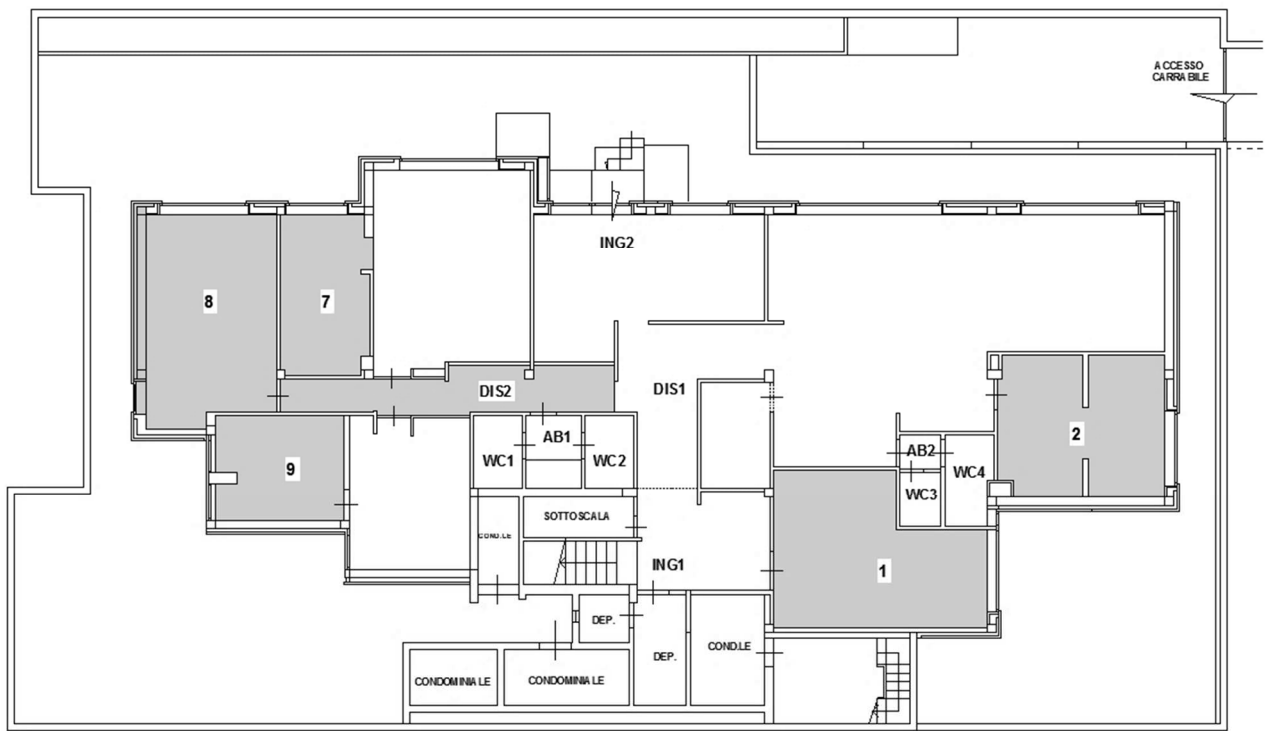 ACCESSO
CARRABILE
ING2
8
7
DIS2
DIS1
AB1
2
WC1
WC2
AB2
9
WC4
WC3
SOTTOSCALA
COND.LE
ING1
1
DEP.
COND.LE
DEP.
CONDOMINIALE
CONDOMINIALE